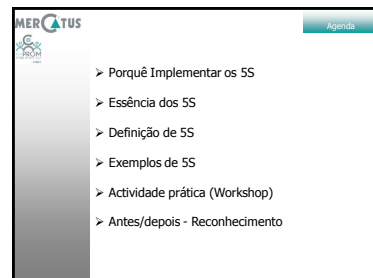 MERCATUS
Agenda
PROM
➢ Porquê Implementar os 5S
➢ Essência dos 5S
➢ Definição de 5S
➢ Exemplos de 5S
➢ Actividade prática (Workshop)
➢ Antes/depois - Reconhecimento